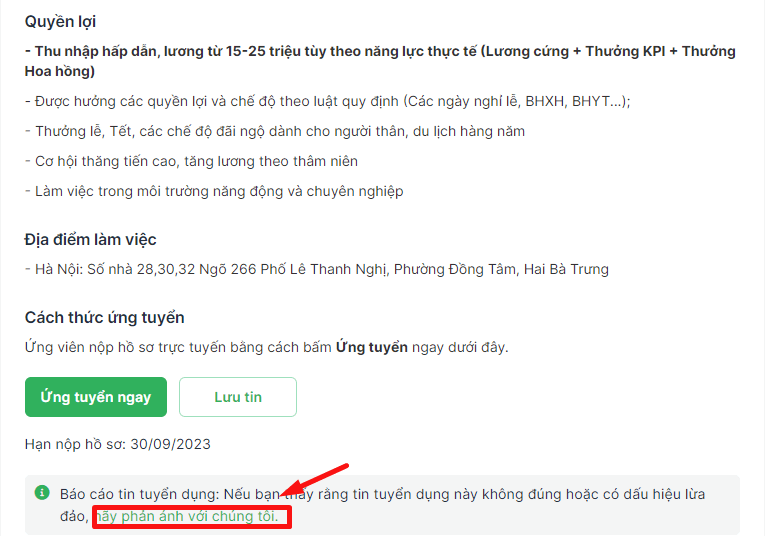 Quyền lợi
- Thu nhập hấp dẫn, lương từ 15-25 triệu tùy theo năng lực thực tế (Lương cứng + Thưởng KPI + Thưởng
Hoa hồng)
- Được hưởng các quyền lợi và chế độ theo luật quy định (Các ngày nghỉ lễ, BHXH, BHYT...);
- Thưởng lễ, Tết, các chế độ đãi ngộ dành cho người thân, du lịch hàng năm
- Cơ hội thăng tiến cao, tăng lương theo thâm niên
- Làm việc trong môi trường năng động và chuyên nghiệp
Địa điểm làm việc
- Hà Nội: Số nhà 28,30,32 Ngõ 266 Phố Lê Thanh Nghị, Phường Đồng Tâm, Hai Bà Trưng
Cách thức ứng tuyển
Ứng viên nộp hồ sơ trực tuyến bằng cách bấm Ứng tuyển ngay dưới đây.
Ứng tuyển ngay
Lưu tin
Hạn nộp hồ sơ: 30/09/2023
Báo cáo tin tuyển dụng: Nếu bạn thấy rằng tin tuyển dụng này không đúng hoặc có dấu hiệu lừa
đảo, hãy phản ánh với chúng tôi.